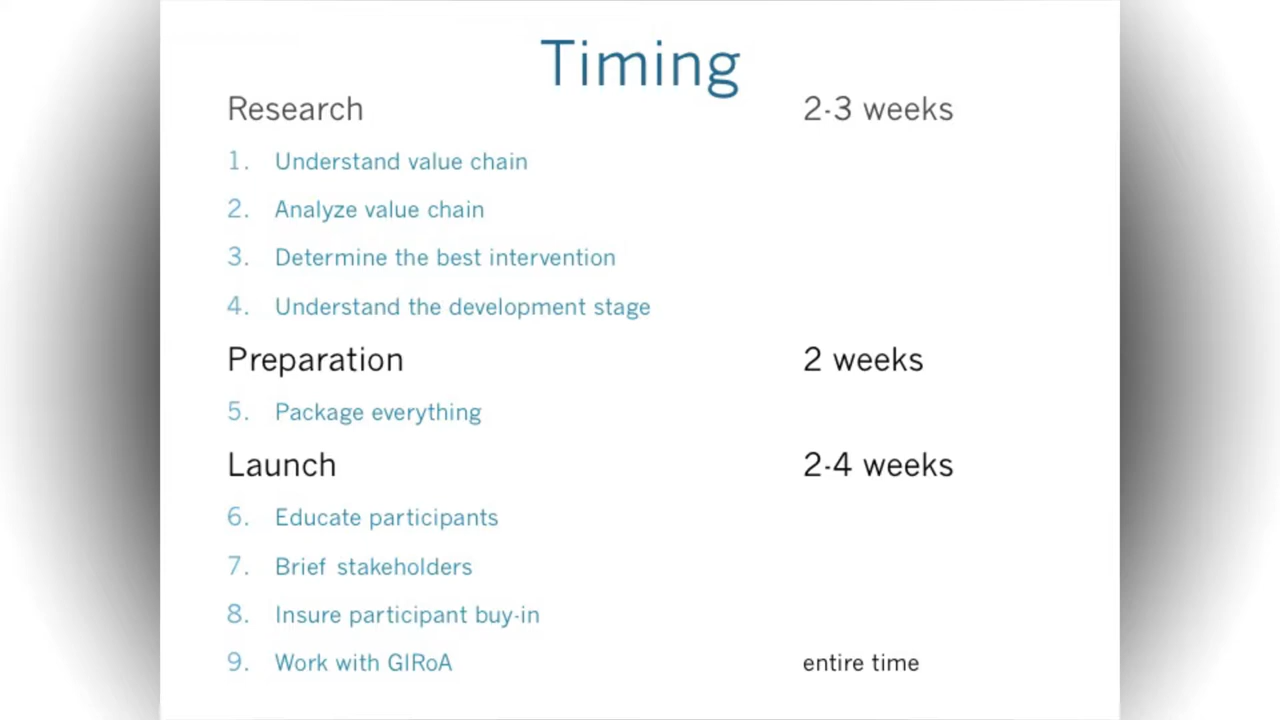 Timing
Research 2-3 weeks
1. Understand value chain
2. Analyze value chain
3. Determine the best intervention
4. Understand the development stage
Preparation 2 weeks
5. Package everything
Launch 2-4 weeks
6. Educate participants
7. Brief stakeholders
8. Insure participant buy-in
9. Work with GIRoA entire time